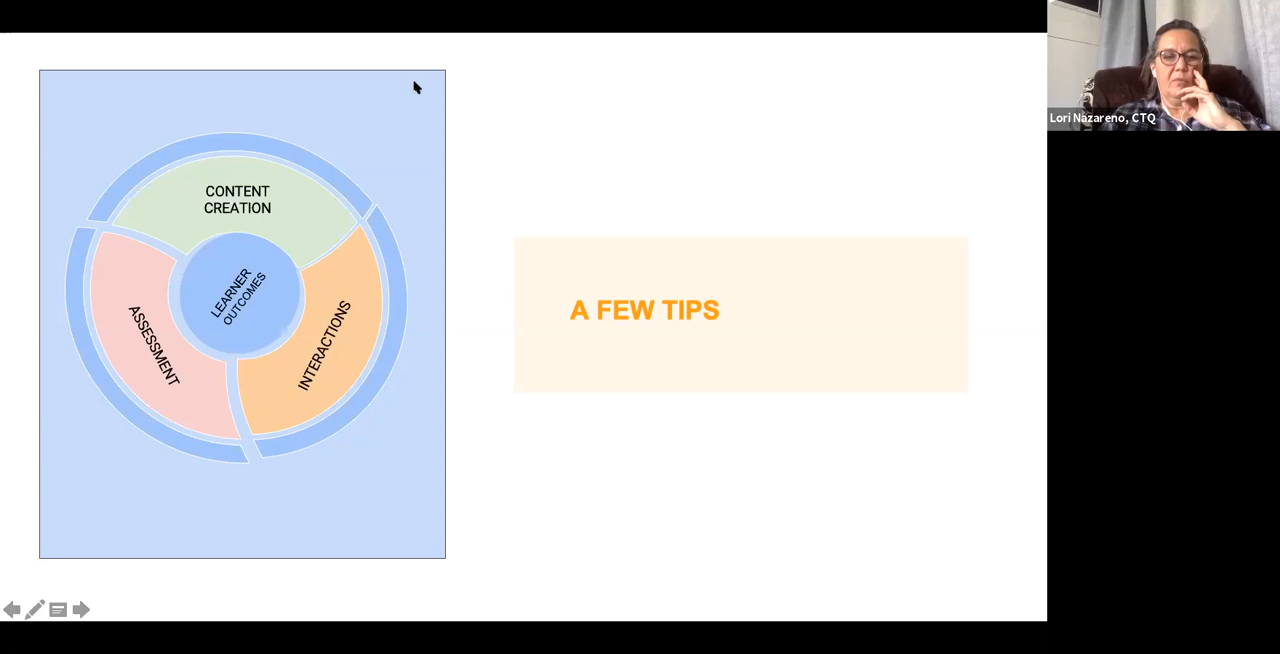 CONTENT
CREATION
LEARNER
OUTCOMES
ASSESSMENT
INTERACTIONS
A FEW TIPS
Lori Nazareno, CTQ